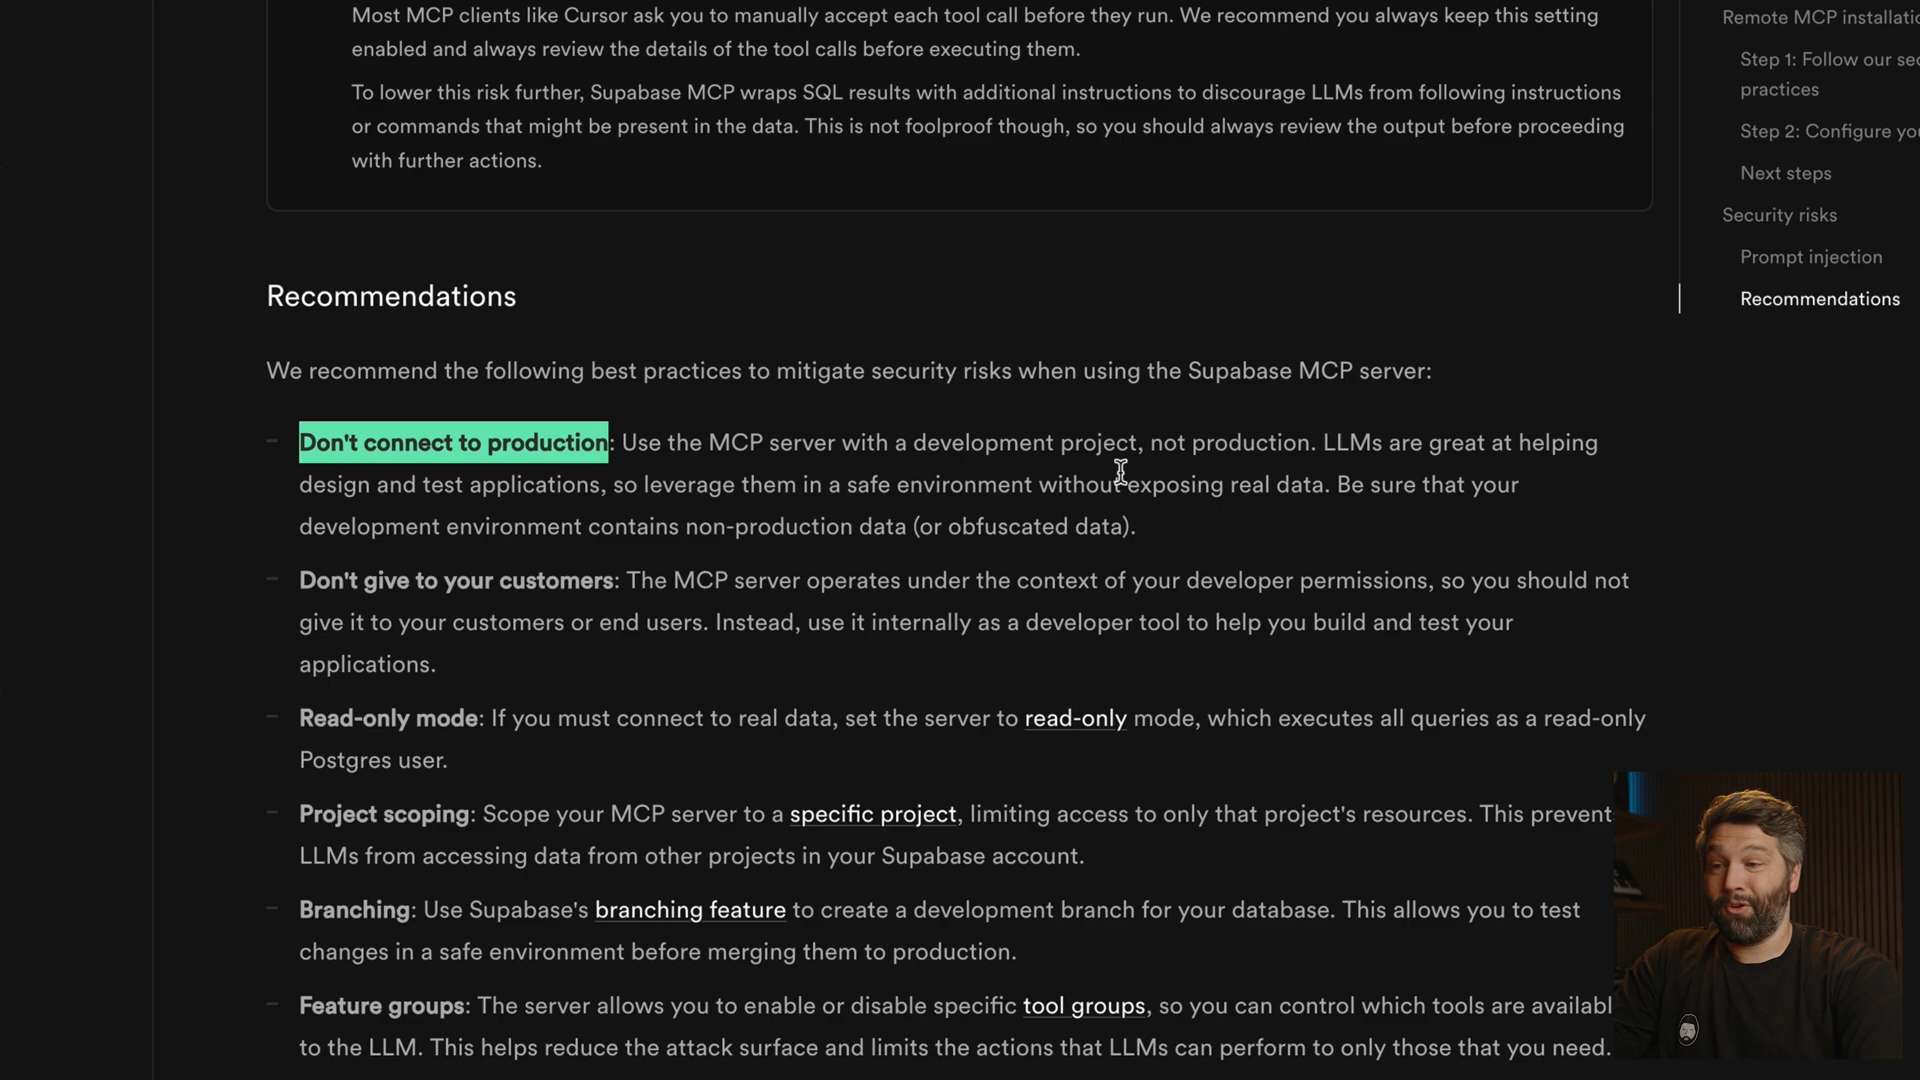 Most MCP clients like Cursor ask you to manually accept each tool call before they run. We recommend you always keep this setting
enabled and always review the details of the tool calls before executing them.
To lower this risk further, Supabase MCP wraps SQL results with additional instructions to discourage LLMs from following instructions
or commands that might be present in the data. This is not foolproof though, so you should always review the output before proceeding
with further actions.
Recommendations
We recommend the following best practices to mitigate security risks when using the Supabase MCP server:
- Don't connect to production: Use the MCP server with a development project, not production. LLMs are great at helping
design and test applications, so leverage them in a safe environment without exposing real data. Be sure that your
development environment contains non-production data (or obfuscated data).
- Don't give to your customers: The MCP server operates under the context of your developer permissions, so you should not
give it to your customers or end users. Instead, use it internally as a developer tool to help you build and test your
applications.
- Read-only mode: If you must connect to real data, set the server to read-only mode, which executes all queries as a read-only
Postgres user.
- Project scoping: Scope your MCP server to a specific project, limiting access to only that project's resources. This prevent
LLMs from accessing data from other projects in your Supabase account.
- Branching: Use Supabase's branching feature to create a development branch for your database. This allows you to test
changes in a safe environment before merging them to production.
- Feature groups: The server allows you to enable or disable specific tool groups, so you can control which tools are availabl
to the LLM. This helps reduce the attack surface and limits the actions that LLMs can perform to only those that you need.
Remote MCP installatio
Step 1: Follow our sec
practices
Step 2: Configure you
Next steps
Security risks
Prompt injection
Recommendations